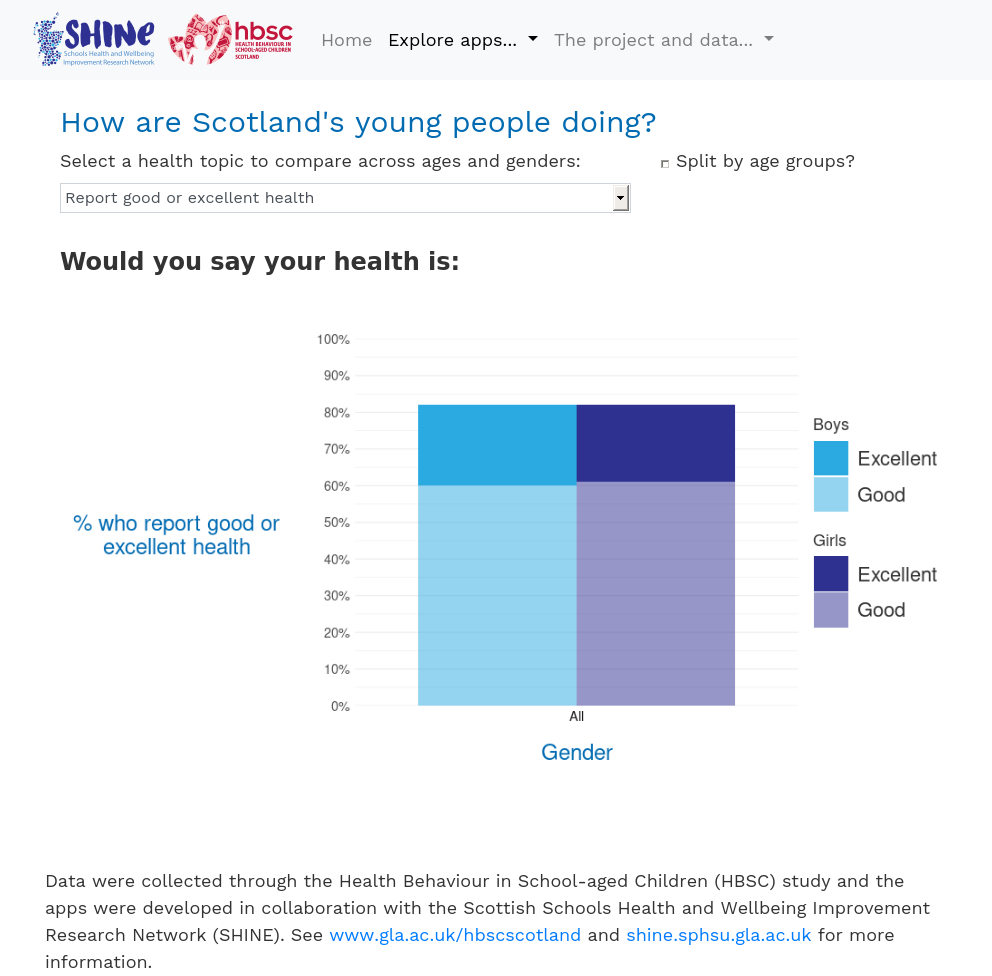 SHINE
Schools Health and Wellbeing
Improvement Research Network
hbsc
HEALTH BEHAVIOUR IN
SCHOOL-AGED CHILDREN
SCOTLAND
Home Explore apps... The project and data...
How are Scotland's young people doing?
Select a health topic to compare across ages and genders:
Split by age groups?
Report good or excellent health
Would you say your health is:
% who report good or
excellent health
100%
90%
80%
70%
60%
50%
40%
30%
20%
10%
0%
All
Gender
Boys
Excellent
Good
Girls
Excellent
Good
Data were collected through the Health Behaviour in School-aged Children (HBSC) study and the
apps were developed in collaboration with the Scottish Schools Health and Wellbeing Improvement
Research Network (SHINE). See www.gla.ac.uk/hbscscotland and shine.sphsu.gla.ac.uk for more
information.